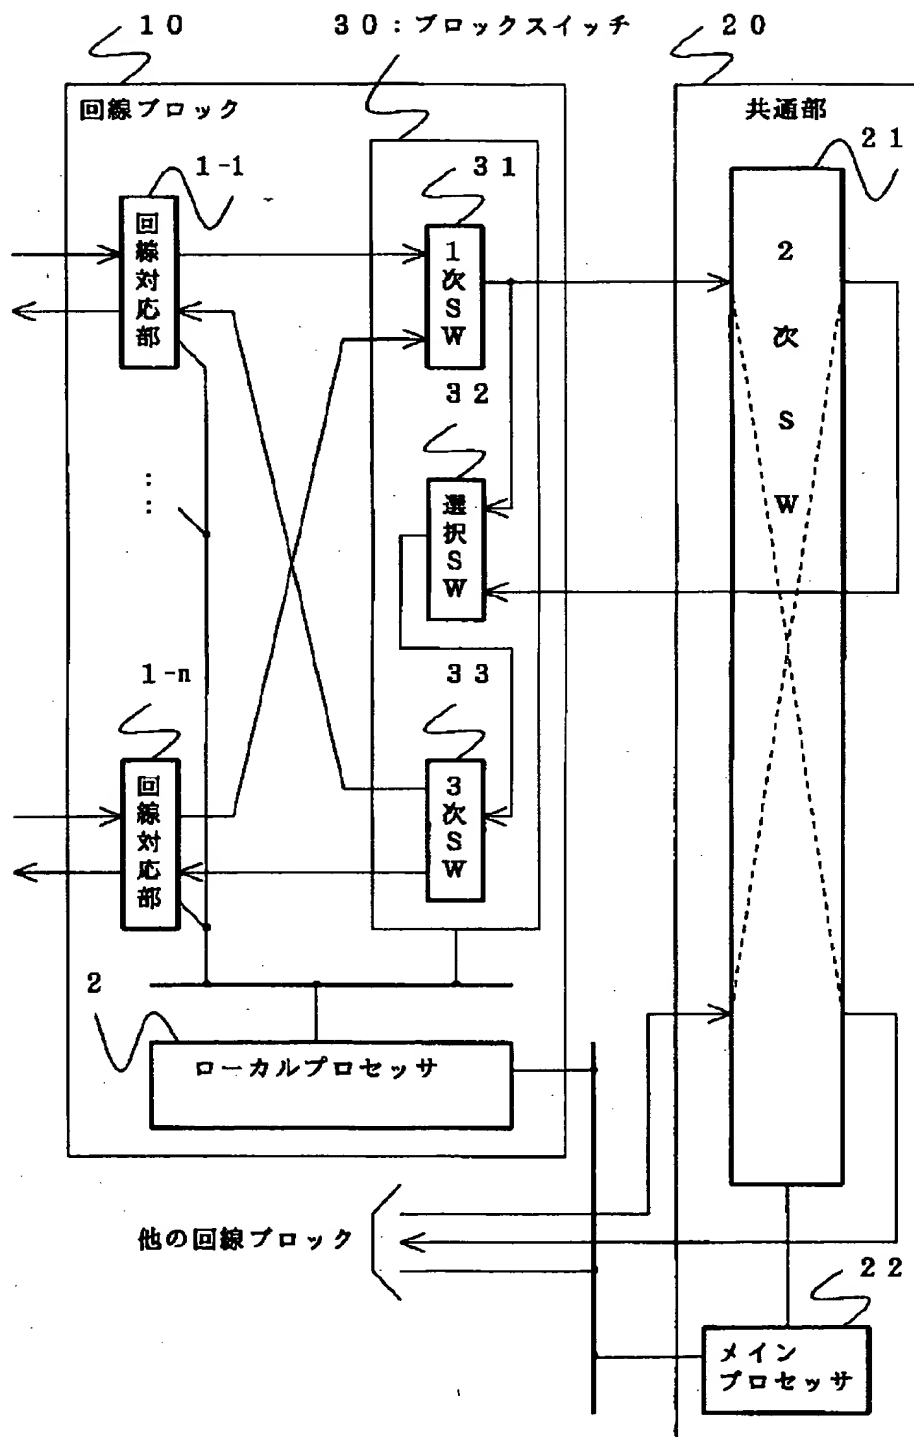 10
30:ブロックスイッチ
20
回線ブロック
共通部
1-1
31
21
回線対応部
1次SW
2次SW
32
選択SW
1-n
33
回線対応部
3次SW
2
ローカルプロセッサ
他の回線ブロック
22
メイン
プロセッサ